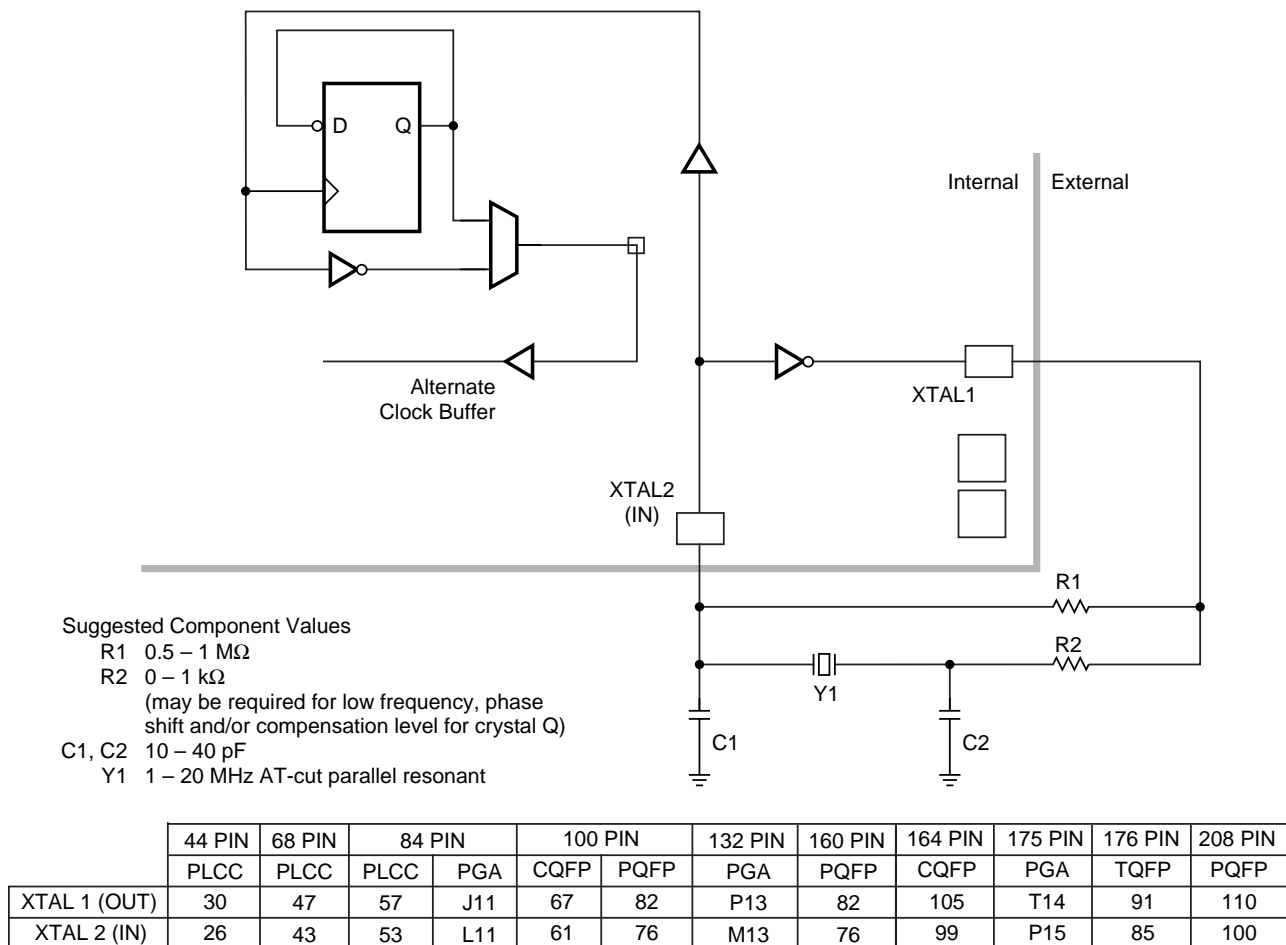 D Q
Internal External
Alternate
Clock Buffer
XTAL1
XTAL2
(IN)
R1
R2
Y1
C1
C2
Suggested Component Values
R1 0.5 – 1 MΩ
R2 0 – 1 kΩ
(may be required for low frequency, phase
shift and/or compensation level for crystal Q)
C1, C2 10 – 40 pF
Y1 1 – 20 MHz AT-cut parallel resonant
44 PIN 68 PIN 84 PIN 100 PIN 132 PIN 160 PIN 164 PIN 175 PIN 176 PIN 208 PIN
PLCC PLCC PLCC PGA CQFP PQFP PGA PQFP CQFP PGA TQFP PQFP
XTAL 1 (OUT) 30 47 57 J11 67 82 P13 82 105 T14 91 110
XTAL 2 (IN) 26 43 53 L11 61 76 M13 76 99 P15 85 100